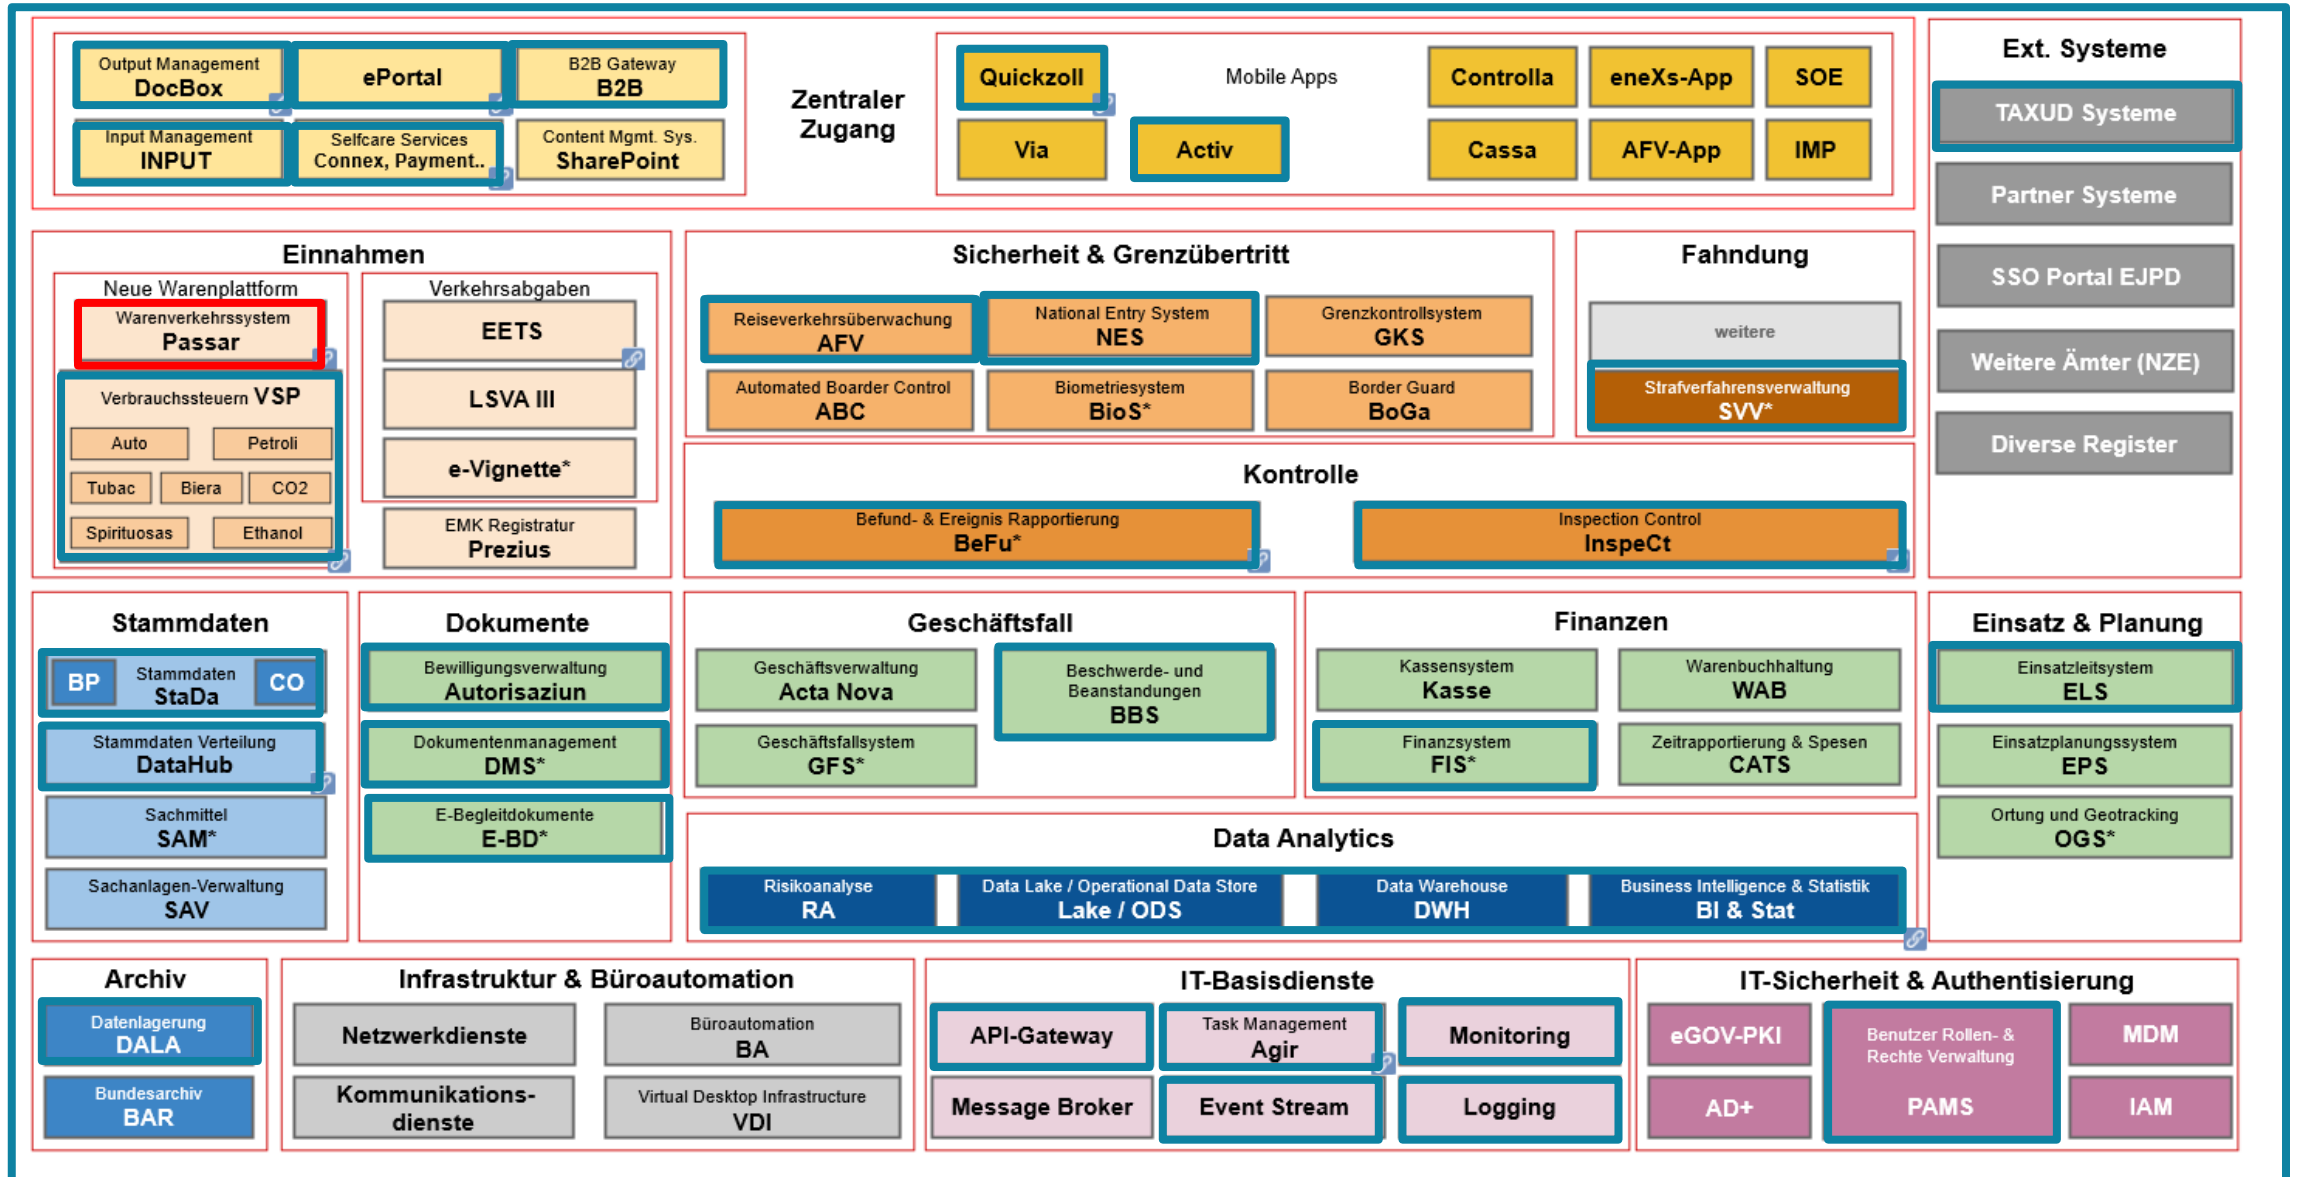 Output Management
DocBox
ePortal
B2B Gateway
B2B
Input Management
INPUT
Selfcare Services
Connex, Payment..
Content Mgmt. Sys.
SharePoint
Zentraler
Zugang
Quickzoll
Mobile Apps
Controlla
eneXs-App
SOE
Via
Activ
Cassa
AFV-App
IMP
Ext. Systeme
TAXUD Systeme
Partner Systeme
SSO Portal EJPD
Weitere Ämter (NZE)
Diverse Register
Einnahmen
Neue Warenplattform
Warenverkehrssystem
Passar
Verbrauchssteuern VSP
Auto
Petroli
Tubac
Biera
CO2
Spirituosas
Ethanol
Verkehrsabgaben
EETS
LSVA III
e-Vignette*
EMK Registratur
Prezius
Sicherheit & Grenzübertritt
Reiseverkehrsüberwachung
AFV
National Entry System
NES
Grenzkontrollsystem
GKS
Automated Boarder Control
ABC
Biometriesystem
BioS*
Border Guard
BoGa
Fahndung
weitere
Strafverfahrensverwaltung
SVV*
Kontrolle
Befund- & Ereignis Rapportierung
BeFu*
Inspection Control
InspeCt
Stammdaten
BP
Stammdaten
StaDa
CO
Stammdaten Verteilung
DataHub
Sachmittel
SAM*
Sachanlagen-Verwaltung
SAV
Dokumente
Bewilligungsverwaltung
Autorisaziun
Dokumentenmanagement
DMS*
E-Begleitdokumente
E-BD*
Geschäftsfall
Geschäftsverwaltung
Acta Nova
Beschwerde- und
Beanstandungen
BBS
Geschäftsfallsystem
GFS*
Finanzen
Kassensystem
Kasse
Warenbuchhaltung
WAB
Finanzsystem
FIS*
Zeitrapportierung & Spesen
CATS
Einsatz & Planung
Einsatzleitsystem
ELS
Einsatzplanungssystem
EPS
Ortung und Geotracking
OGS*
Data Analytics
Risikoanalyse
RA
Data Lake / Operational Data Store
Lake / ODS
Data Warehouse
DWH
Business Intelligence & Statistik
BI & Stat
Archiv
Datenlagerung
DALA
Bundesarchiv
BAR
Infrastruktur & Büroautomation
Netzwerkdienste
Büroautomation
BA
Kommunikations-
dienste
Virtual Desktop Infrastructure
VDI
IT-Basisdienste
API-Gateway
Task Management
Agir
Monitoring
Message Broker
Event Stream
Logging
IT-Sicherheit & Authentisierung
eGOV-PKI
Benutzer Rollen- &
Rechte Verwaltung
PAMS
MDM
AD+
IAM